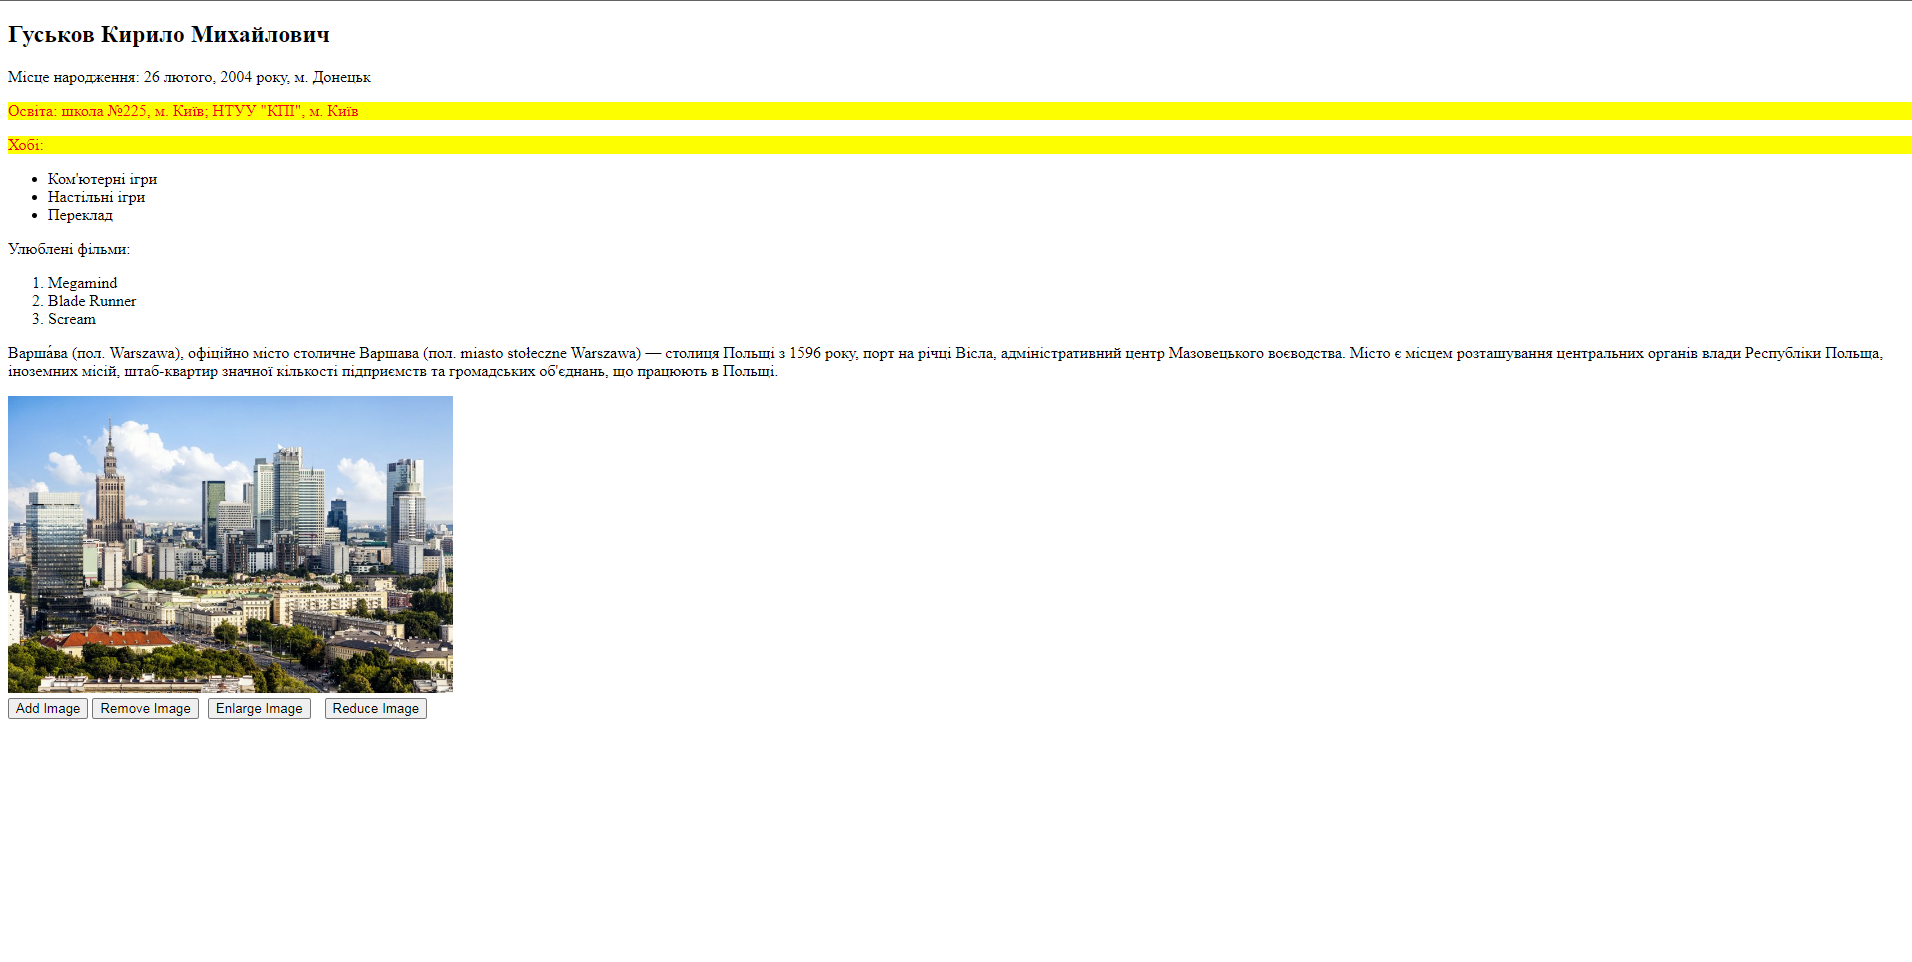 Гуськов Кирило Михайлович
Місце народження: 26 лютого, 2004 року, м. Донецьк
Освіта: школа №225, м. Київ; НТУУ "КПІ", м. Київ
Хобі:
Ком'ютерні ігри
Настільні ігри
Переклад
Улюблені фільми:
1. Megamind
2. Blade Runner
3. Scream
Варша́ва (пол. Warszawa), офіційно місто столичне Варшава (пол. miasto stołeczne Warszawa) — столиця Польщі з 1596 року, порт на річці Вісла, адміністративний центр Мазовецького воєводства. Місто є місцем розташування центральних органів влади Республіки Польща,
іноземних місій, штаб-квартир значної кількості підприємств та громадських об'єднань, що працюють в Польщі.
Add Image Remove Image Enlarge Image Reduce Image